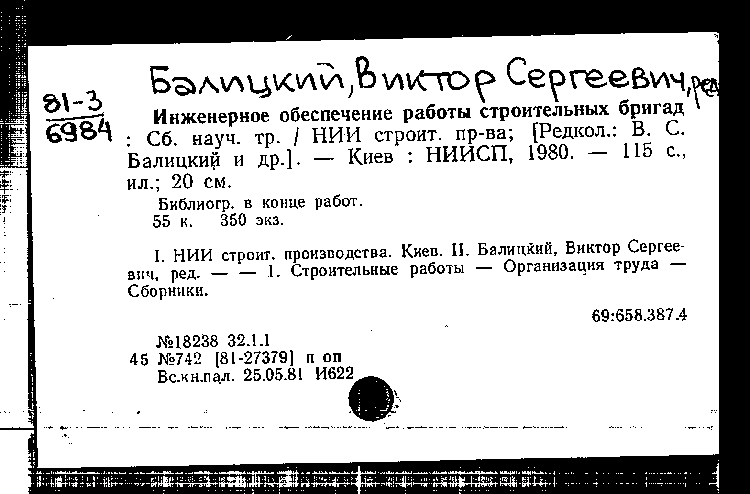 Балицкий, Виктор Сергеевич, ред
81-3
6984
Инженерное обеспечение работы строительных бригад
: Сб. науч. тр. / НИИ строит. пр-ва; [Редкол.: В. С.
Балицкий и др.]. — Киев : НИИСП, 1980. — 115 с.,
ил.; 20 см.
Библиогр. в конце работ.
55 к. 350 экз.
I. НИИ строит. производства. Киев. II. Балицкий, Виктор Сергее-
вич, ред. — — 1. Строительные работы — Организация труда —
Сборники.
69:658.387.4
№18238 32.1.1
45 №742 [81-27379] п оп
Вс.кн.пал. 25.05.81 И622